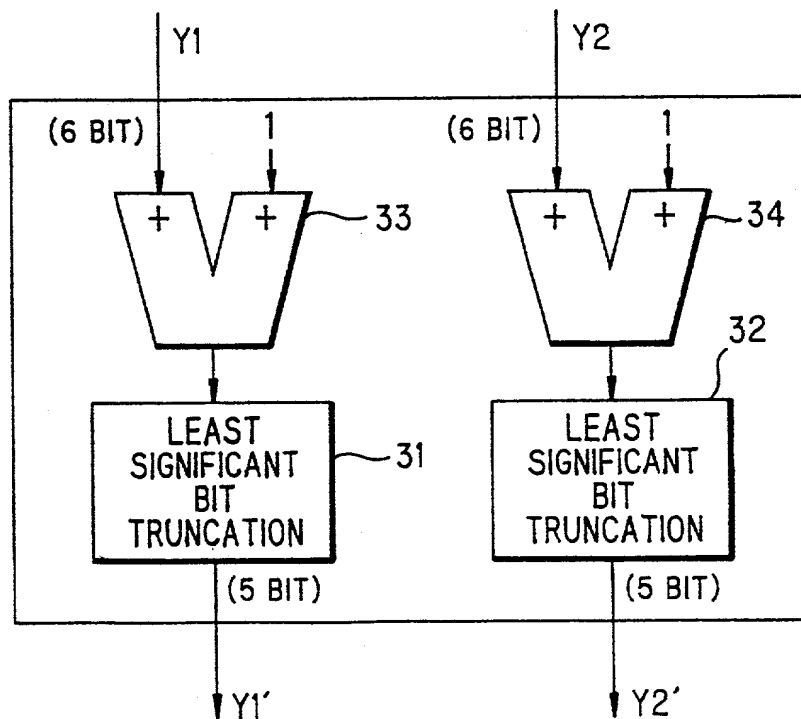 Y1
Y2
(6 BIT)
1
(6 BIT)
1
+ +
33
+ +
34
32
LEAST
SIGNIFICANT
BIT
TRUNCATION
31
LEAST
SIGNIFICANT
BIT
TRUNCATION
(5 BIT)
(5 BIT)
Y1′
Y2′